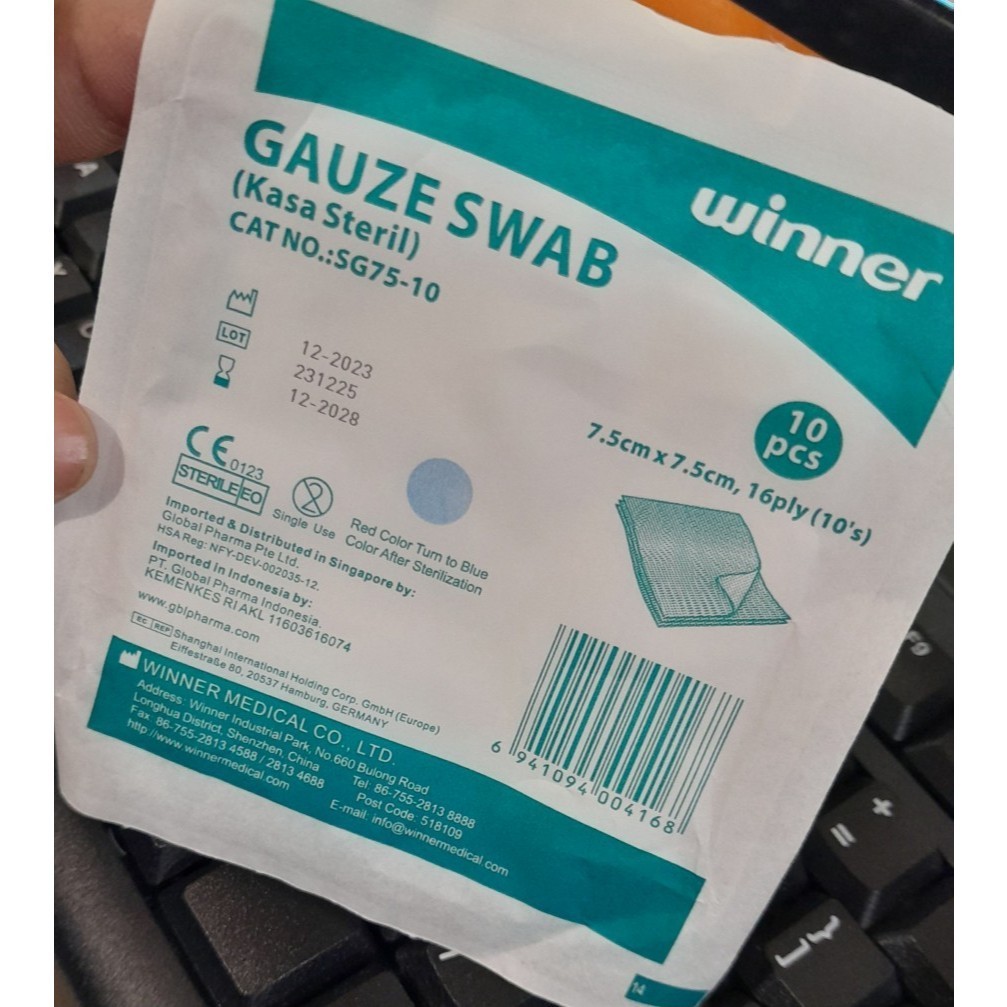 winner
GAUZE SWAB
(Kasa Steril)
CAT NO.:SG75-10
12-2023
LOT
231225
12-2028
10
pcs
7.5cm x 7.5cm, 16ply (10's)
CE 0123
STERILE EO
Single Use
Red Color Turn to Blue
Color After Sterilization
Imported & Distributed in Singapore by:
Global Pharma Pte Ltd.
HSA Reg: NFY-DEV-002035-12.
Imported in Indonesia by:
PT. Global Pharma Indonesia.
KEMENKES RI AKL 11603616074
www.gblpharma.com
EC REP Shanghai International Holding Corp. GmbH (Europe)
Eiffestraße 80, 20537 Hamburg, GERMANY
WINNER MEDICAL CO., LTD.
Address: Winner Industrial Park, No.660 Bulong Road
Longhua District, Shenzhen, China Tel: 86-755-2813 8888
Fax: 86-755-2813 4588 / 2813 4688 Post Code: 518109
http://www.winnermedical.com E-mail: info@winnermedical.com
6 941094 004168
14
F9
+
=